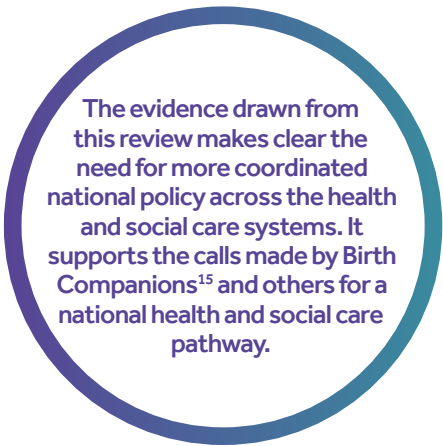 The evidence drawn from
this review makes clear the
need for more coordinated
national policy across the health
and social care systems. It
supports the calls made by Birth
Companions¹⁵ and others for a
national health and social care
pathway.